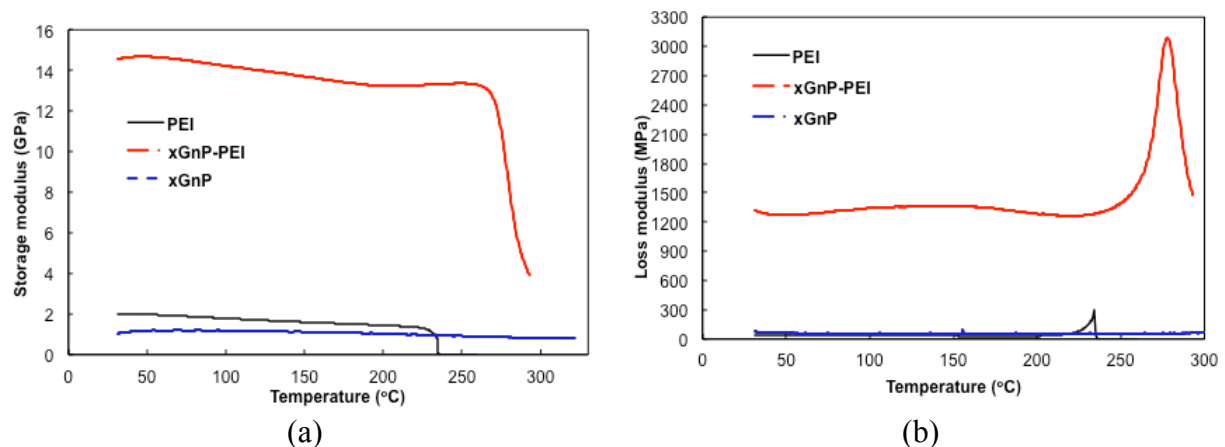 16
14
12
10
8
6
4
2
0
Storage modulus (GPa)
PEI
xGnP-PEI
xGnP
0 50 100 150 200 250 300
Temperature (°C)
(a)
3300
3000
2700
2400
2100
1800
1500
1200
900
600
300
0
Loss modulus (MPa)
PEI
xGnP-PEI
xGnP
0 50 100 150 200 250 300
Temperature (°C)
(b)